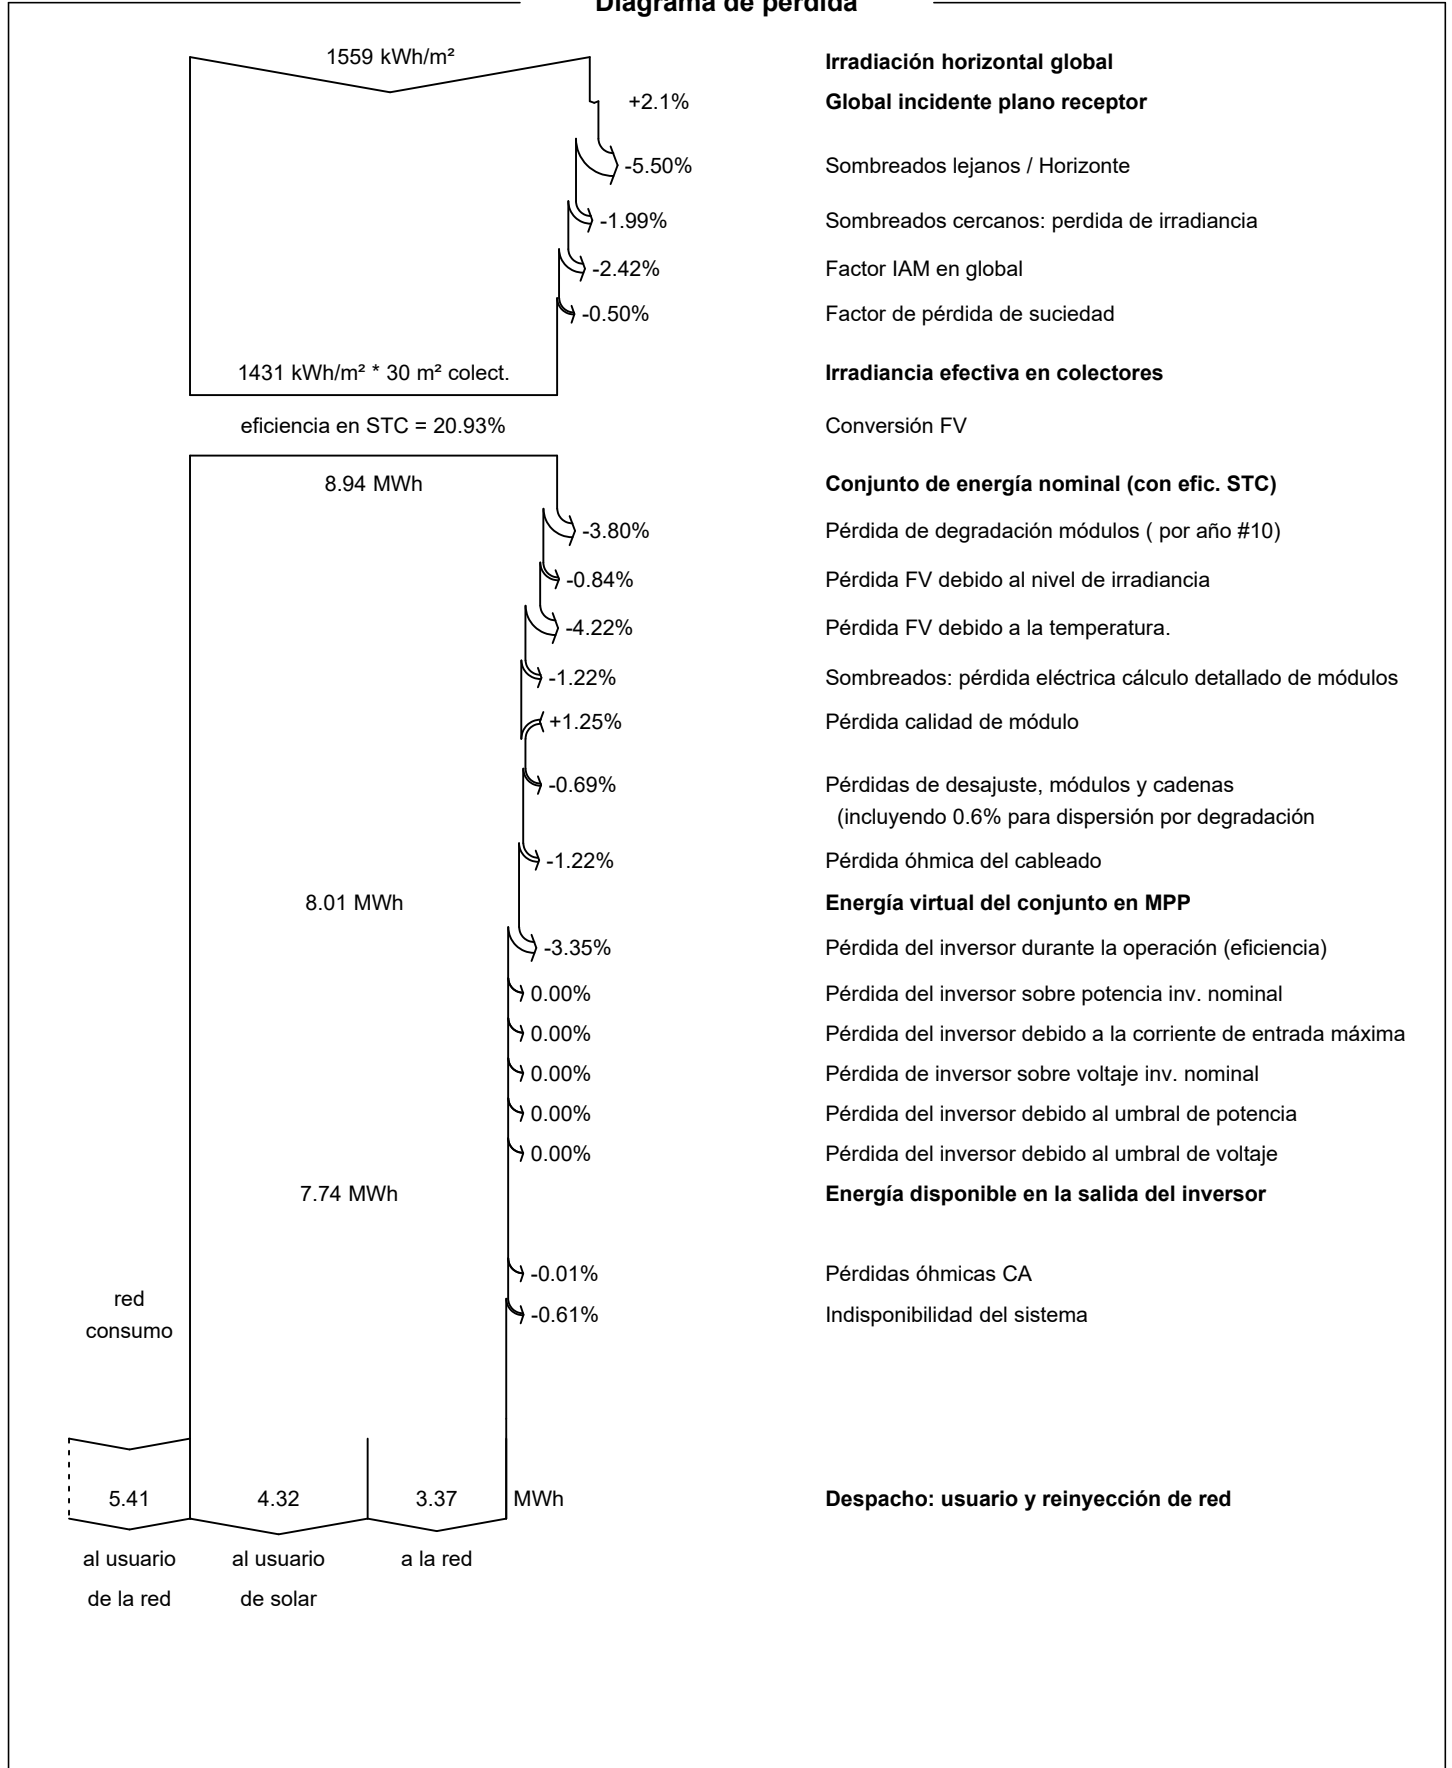 Diagrama de pérdida
1559 kWh/m²
Irradiación horizontal global
+2.1%
Global incidente plano receptor
-5.50%
Sombreados lejanos / Horizonte
-1.99%
Sombreados cercanos: perdida de irradiancia
-2.42%
Factor IAM en global
-0.50%
Factor de pérdida de suciedad
1431 kWh/m² * 30 m² colect.
Irradiancia efectiva en colectores
eficiencia en STC = 20.93%
Conversión FV
8.94 MWh
Conjunto de energía nominal (con efic. STC)
-3.80%
Pérdida de degradación módulos ( por año #10)
-0.84%
Pérdida FV debido al nivel de irradiancia
-4.22%
Pérdida FV debido a la temperatura.
-1.22%
Sombreados: pérdida eléctrica cálculo detallado de módulos
+1.25%
Pérdida calidad de módulo
-0.69%
Pérdidas de desajuste, módulos y cadenas
(incluyendo 0.6% para dispersión por degradación
-1.22%
Pérdida óhmica del cableado
8.01 MWh
Energía virtual del conjunto en MPP
-3.35%
Pérdida del inversor durante la operación (eficiencia)
0.00%
Pérdida del inversor sobre potencia inv. nominal
0.00%
Pérdida del inversor debido a la corriente de entrada máxima
0.00%
Pérdida de inversor sobre voltaje inv. nominal
0.00%
Pérdida del inversor debido al umbral de potencia
0.00%
Pérdida del inversor debido al umbral de voltaje
7.74 MWh
Energía disponible en la salida del inversor
-0.01%
Pérdidas óhmicas CA
red
consumo
-0.61%
Indisponibilidad del sistema
5.41
4.32
3.37
MWh
Despacho: usuario y reinyección de red
al usuario
de la red
al usuario
de solar
a la red